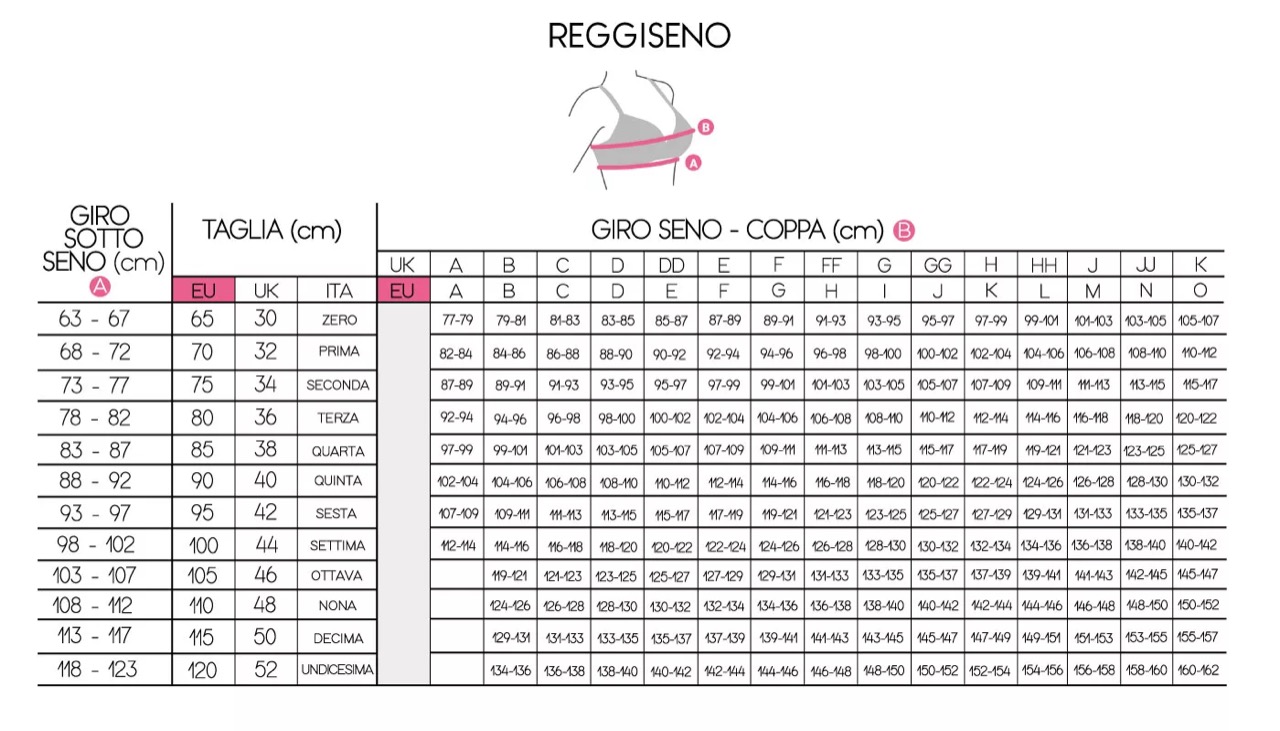 REGGISENO
B
A
GIRO SOTTO SENO (cm) A
TAGLIA (cm)
GIRO SENO - COPPA (cm) B
UK A B C D DD E F FF G GG H HH J JJ K
EU UK ITA EU A B C D E F G H I J K L M N O
63 - 67 65 30 ZERO 77-79 79-81 81-83 83-85 85-87 87-89 89-91 91-93 93-95 95-97 97-99 99-101 101-103 103-105 105-107
68 - 72 70 32 PRIMA 82-84 84-86 86-88 88-90 90-92 92-94 94-96 96-98 98-100 100-102 102-104 104-106 106-108 108-110 110-112
73 - 77 75 34 SECONDA 87-89 89-91 91-93 93-95 95-97 97-99 99-101 101-103 103-105 105-107 107-109 109-111 111-113 113-115 115-117
78 - 82 80 36 TERZA 92-94 94-96 96-98 98-100 100-102 102-104 104-106 106-108 108-110 110-112 112-114 114-116 116-118 118-120 120-122
83 - 87 85 38 QUARTA 97-99 99-101 101-103 103-105 105-107 107-109 109-111 111-113 113-115 115-117 117-119 119-121 121-123 123-125 125-127
88 - 92 90 40 QUINTA 102-104 104-106 106-108 108-110 110-112 112-114 114-116 116-118 118-120 120-122 122-124 124-126 126-128 128-130 130-132
93 - 97 95 42 SESTA 107-109 109-111 111-113 113-115 115-117 117-119 119-121 121-123 123-125 125-127 127-129 129-131 131-133 133-135 135-137
98 - 102 100 44 SETTIMA 112-114 114-116 116-118 118-120 120-122 122-124 124-126 126-128 128-130 130-132 132-134 134-136 136-138 138-140 140-142
103 - 107 105 46 OTTAVA 119-121 121-123 123-125 125-127 127-129 129-131 131-133 133-135 135-137 137-139 139-141 141-143 142-145 145-147
108 - 112 110 48 NONA 124-126 126-128 128-130 130-132 132-134 134-136 136-138 138-140 140-142 142-144 144-146 146-148 148-150 150-152
113 - 117 115 50 DECIMA 129-131 131-133 133-135 135-137 137-139 139-141 141-143 143-145 145-147 147-149 149-151 151-153 153-155 155-157
118 - 123 120 52 UNDICESIMA 134-136 136-138 138-140 140-142 142-144 144-146 146-148 148-150 150-152 152-154 154-156 156-158 158-160 160-162